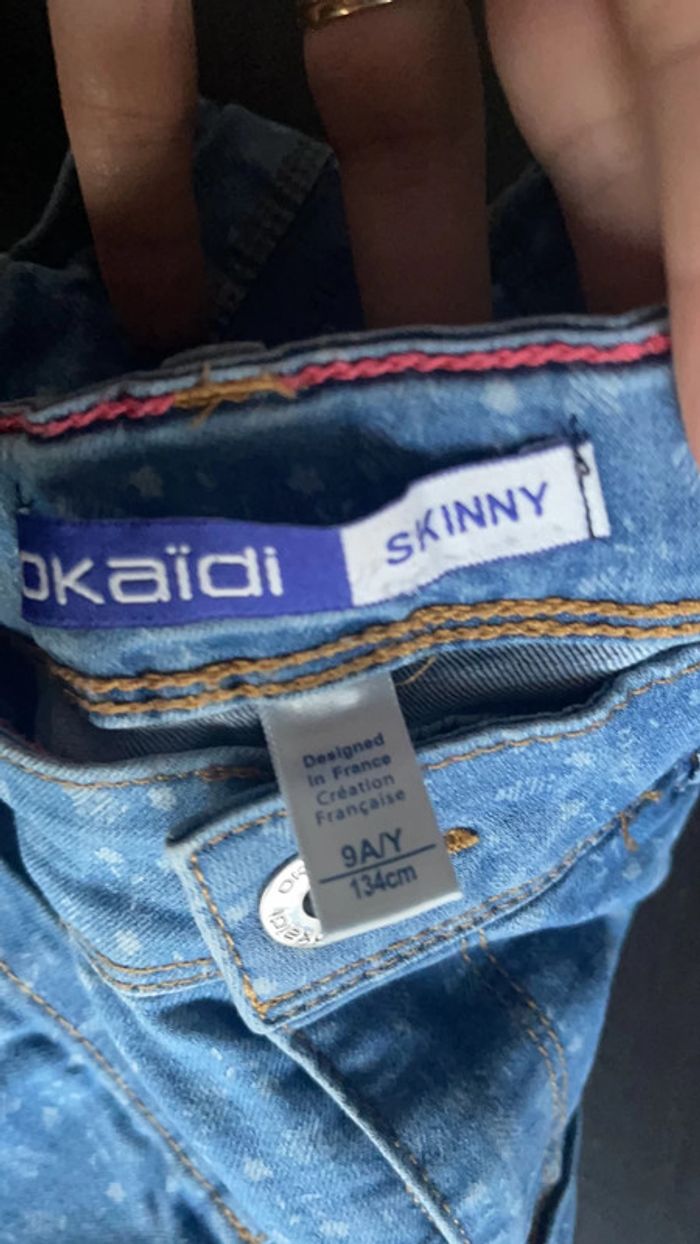 okaïdi SKINNY
Designed
in France
Création
Française
9A/Y
134cm